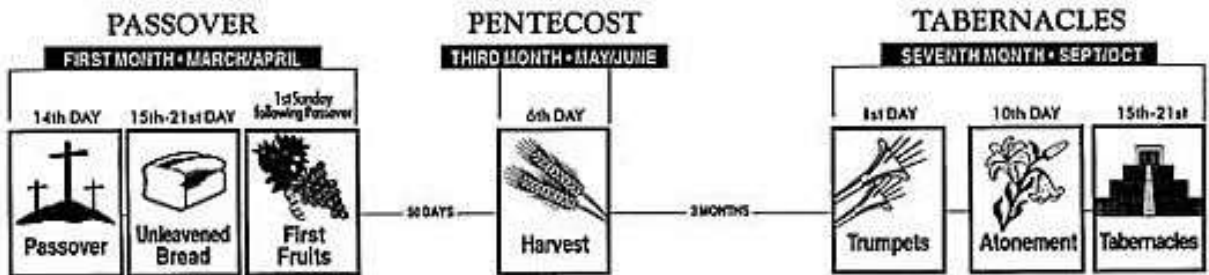 PASSOVER
FIRST MONTH • MARCH/APRIL
14th DAY
15th-21st DAY
1st Sunday
following Passover
Passover
Unleavened
Bread
First
Fruits
50 DAYS
PENTECOST
THIRD MONTH • MAY/JUNE
6th DAY
Harvest
3 MONTHS
TABERNACLES
SEVENTH MONTH • SEPT/OCT
1st DAY
10th DAY
15th-21st
Trumpets
Atonement
Tabernacles